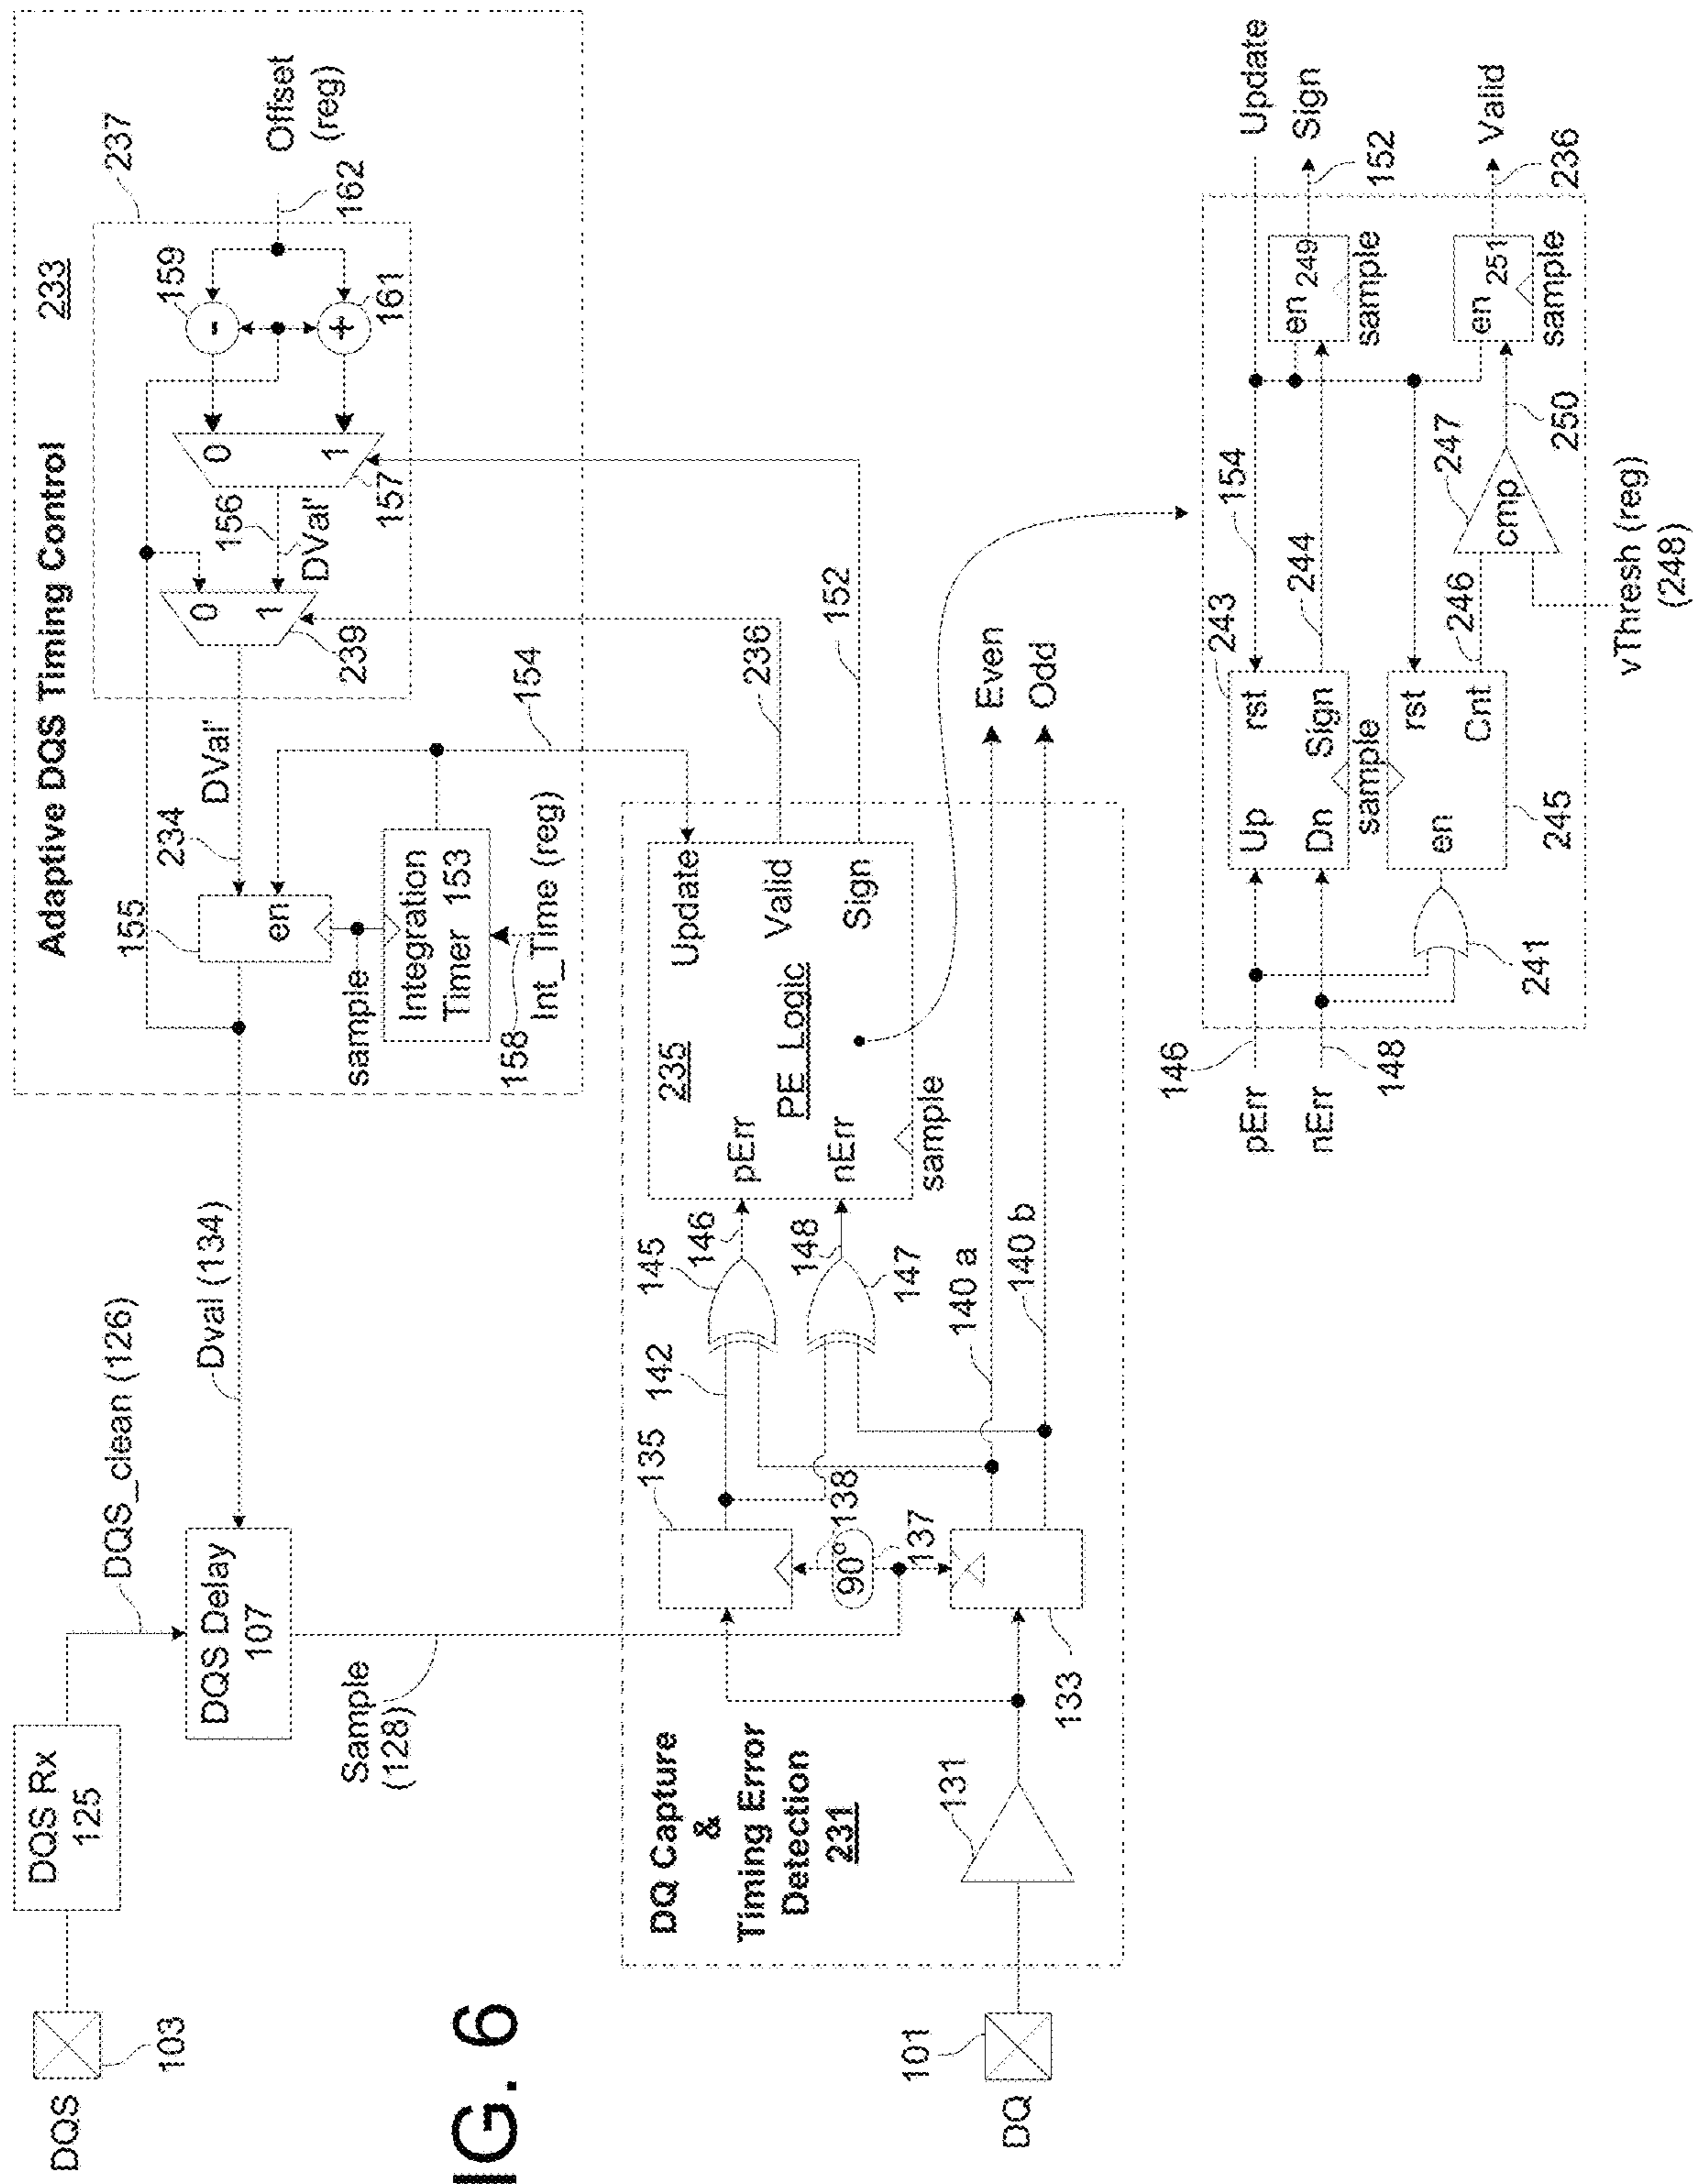 DQS
103
DQS Rx
125
DQS_clean (126)
DQS Delay
107
Dval (134)
Sample
(128)
Adaptive DQS Timing Control
233
155
en
234
DVal'
sample
Integration
Timer 153
158
Int_Time (reg)
154
237
239
0
1
156
DVal'
157
0
1
159
-
+
161
162
Offset
(reg)
DQ
101
DQ Capture
&
Timing Error
Detection
231
131
133
135
90°
138
137
142
145
146
147
148
140 a
140 b
235
PE Logic
pErr
nErr
Update
Valid
Sign
sample
236
152
Even
Odd
pErr
146
nErr
148
241
243
Up
rst
Dn
Sign
sample
en
rst
Cnt
245
154
244
246
247
cmp
vThresh (reg)
(248)
250
en
249
sample
en
251
sample
Update
Sign
152
Valid
236
IG. 6